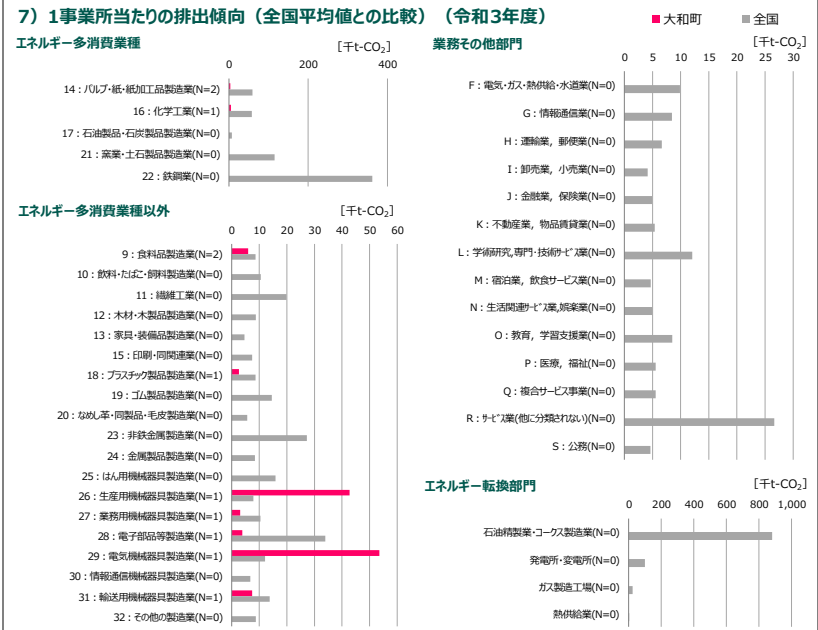 7）1事業所当たりの排出傾向（全国平均値との比較）（令和3年度）
■大和町 ■全国
エネルギー多消費業種
[千t-CO₂]
0 200 400
14：パルプ・紙・紙加工品製造業(N=2)
16：化学工業(N=1)
17：石油製品・石炭製品製造業(N=0)
21：窯業・土石製品製造業(N=0)
22：鉄鋼業(N=0)
エネルギー多消費業種以外
[千t-CO₂]
0 10 20 30 40 50 60
9：食料品製造業(N=2)
10：飲料・たばこ・飼料製造業(N=0)
11：繊維工業(N=0)
12：木材・木製品製造業(N=0)
13：家具・装備品製造業(N=0)
15：印刷・同関連業(N=0)
18：プラスチック製品製造業(N=1)
19：ゴム製品製造業(N=0)
20：なめし革・同製品・毛皮製造業(N=0)
23：非鉄金属製造業(N=0)
24：金属製品製造業(N=0)
25：はん用機械器具製造業(N=0)
26：生産用機械器具製造業(N=1)
27：業務用機械器具製造業(N=1)
28：電子部品等製造業(N=1)
29：電気機械器具製造業(N=1)
30：情報通信機械器具製造業(N=0)
31：輸送用機械器具製造業(N=1)
32：その他の製造業(N=0)
業務その他部門
[千t-CO₂]
0 5 10 15 20 25 30
F：電気・ガス・熱供給・水道業(N=0)
G：情報通信業(N=0)
H：運輸業，郵便業(N=0)
I：卸売業，小売業(N=0)
J：金融業，保険業(N=0)
K：不動産業，物品賃貸業(N=0)
L：学術研究,専門・技術サービス業(N=0)
M：宿泊業，飲食サービス業(N=0)
N：生活関連サービス業,娯楽業(N=0)
O：教育，学習支援業(N=0)
P：医療，福祉(N=0)
Q：複合サービス事業(N=0)
R：サービス業(他に分類されない)(N=0)
S：公務(N=0)
エネルギー転換部門
[千t-CO₂]
0 200 400 600 800 1,000
石油精製業・コークス製造業(N=0)
発電所・変電所(N=0)
ガス製造工場(N=0)
熱供給業(N=0)